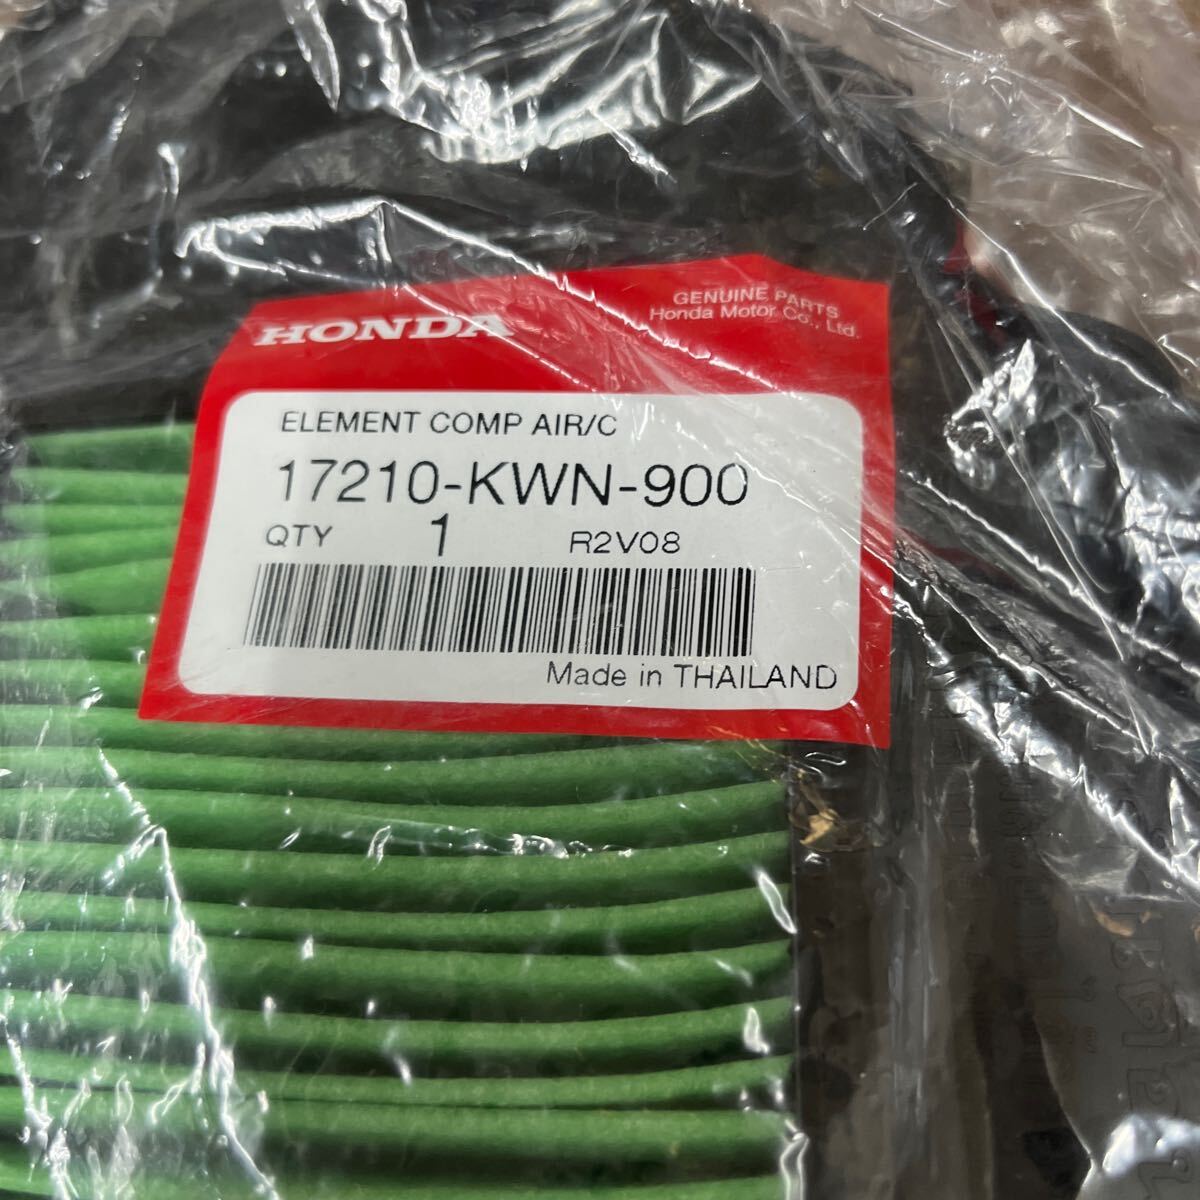 HONDA
GENUINE PARTS
Honda Motor Co., Ltd.
ELEMENT COMP AIR/C
17210-KWN-900
QTY 1 R2V08
Made in THAILAND